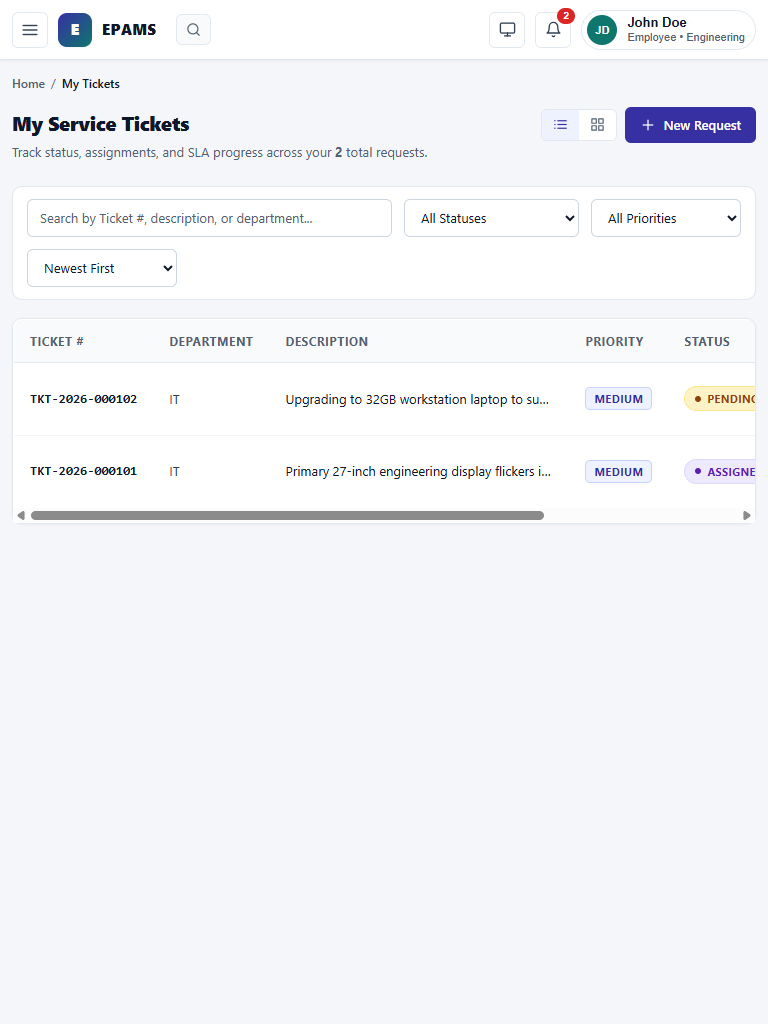 E EPAMS 2 JD John Doe
Employee • Engineering
Home / My Tickets
My Service Tickets
New Request
Track status, assignments, and SLA progress across your 2 total requests.
Search by Ticket #, description, or department... All Statuses All Priorities
Newest First
TICKET # DEPARTMENT DESCRIPTION PRIORITY STATUS
TKT-2026-000102 IT Upgrading to 32GB workstation laptop to su... MEDIUM PENDING
TKT-2026-000101 IT Primary 27-inch engineering display flickers i... MEDIUM ASSIGNE